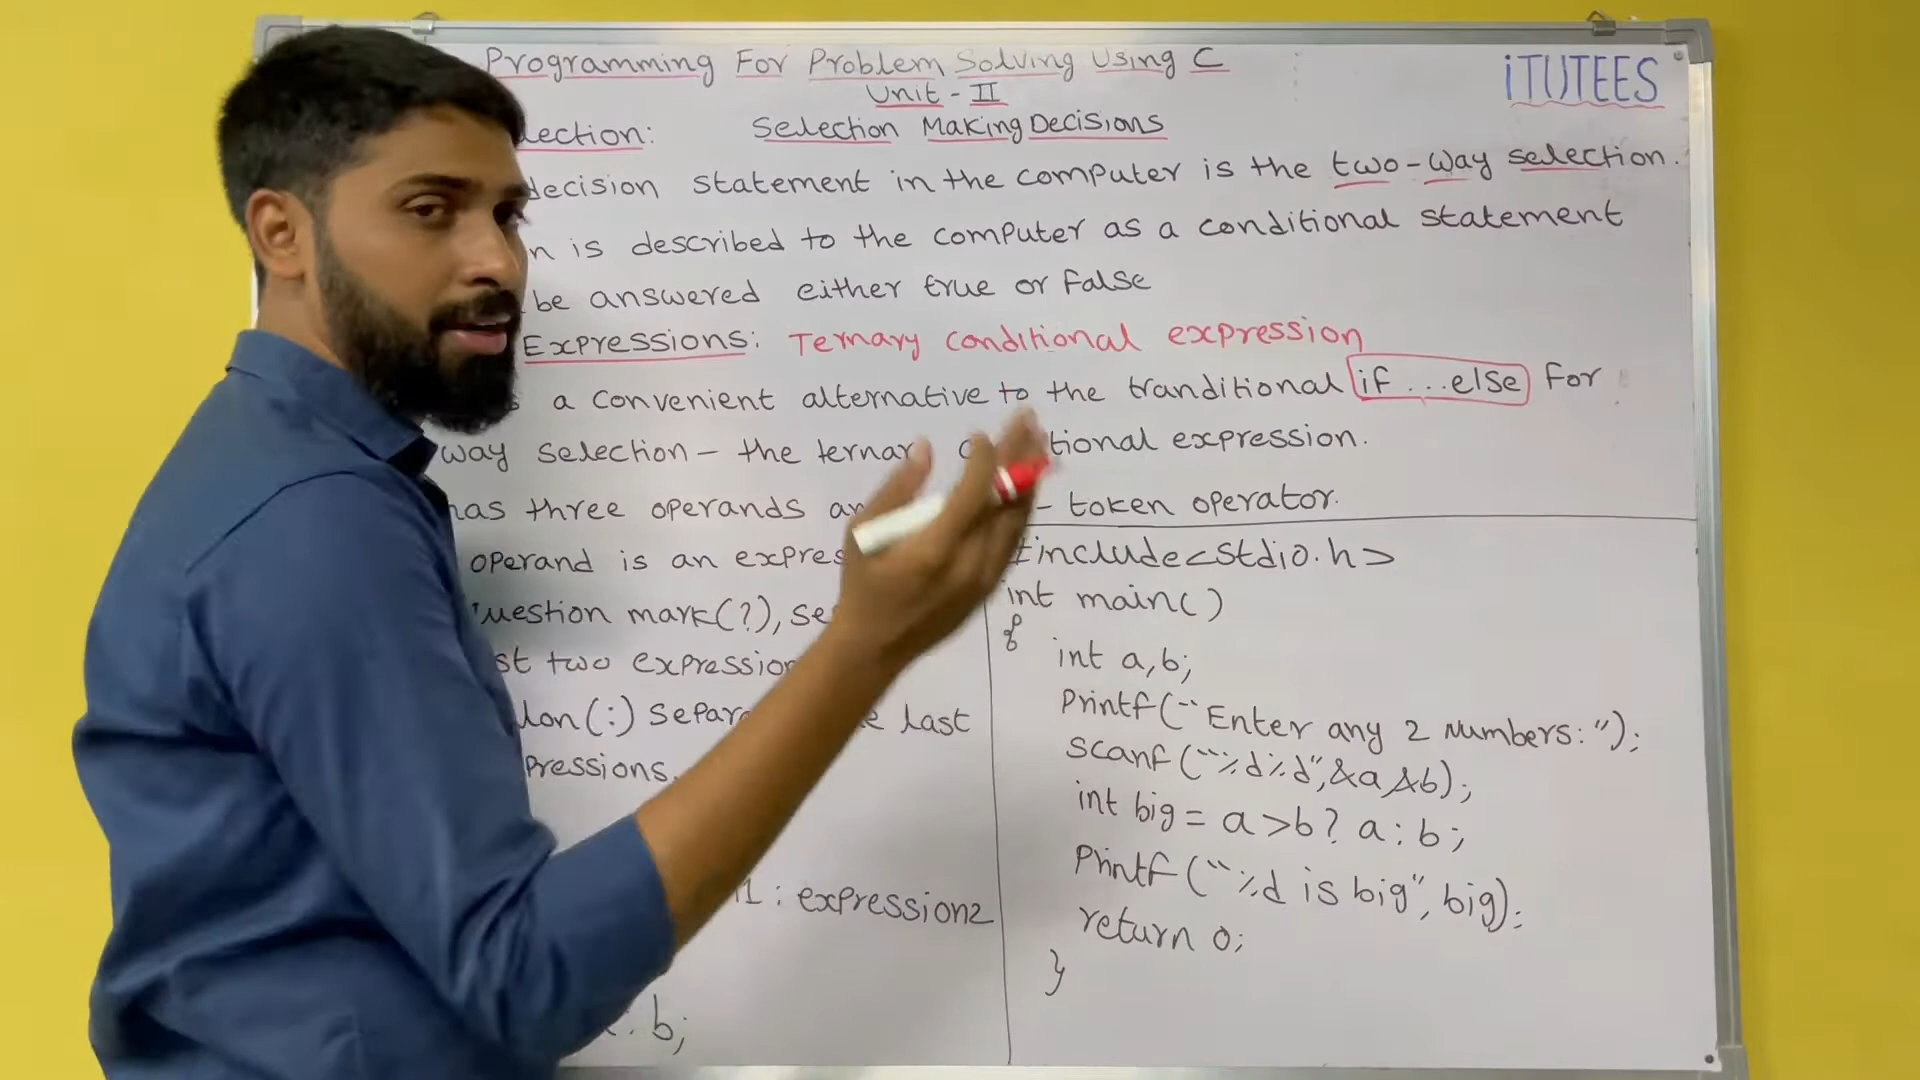 Programming For Problem Solving Using C
iTUTEES
Unit - II
lection: Selection Making Decisions
decision statement in the computer is the two-way selection.
n is described to the computer as a conditional statement
be answered either true or False
Expressions: Ternary conditional expression
a convenient alternative to the tranditional if ...else For
way selection - the ternar tional expression.
has three operands a - token operator.
operand is an expres
uestion mark(?), se
st two expression
lon(:) separ e last
pressions.
1 : expression2
: b;
#include<stdio.h>
int main()
{
int a,b;
Printf("Enter any 2 Numbers:");
scanf("%d%d",&a,&b);
int big = a>b? a:b;
Printf("%d is big", big);
return 0;
}